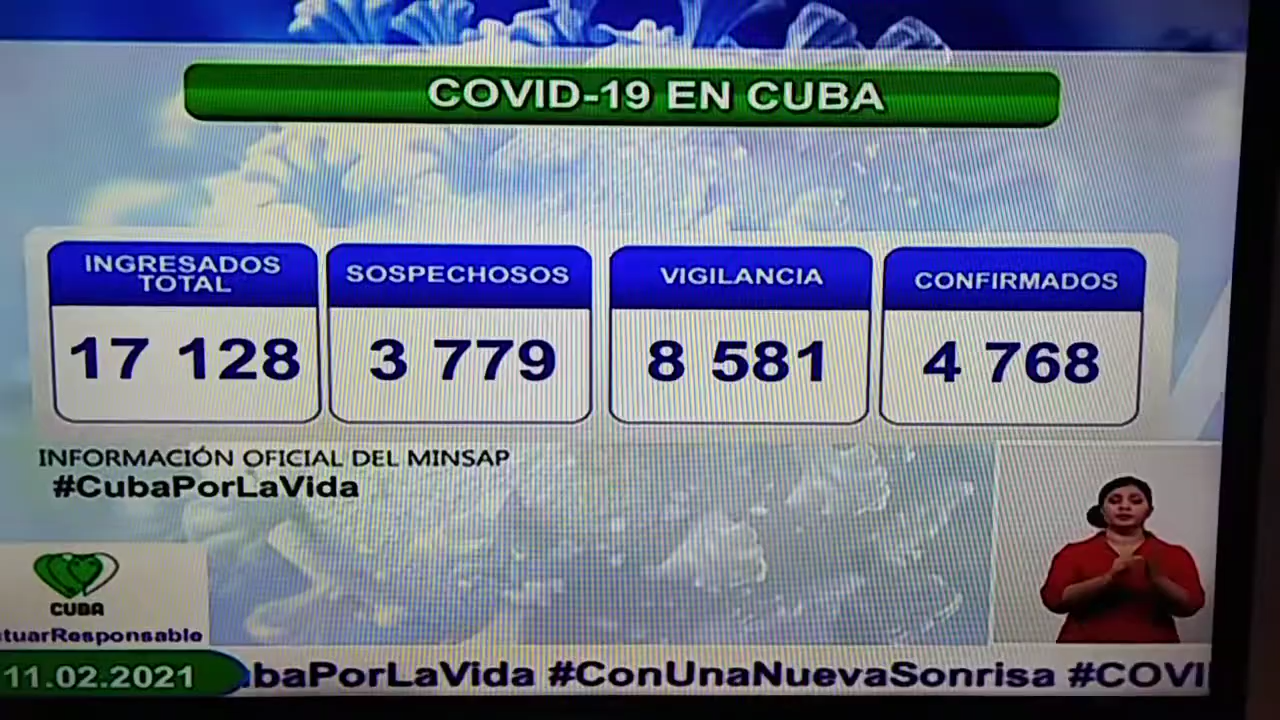 COVID-19 EN CUBA
INGRESADOS
TOTAL
17 128
SOSPECHOSOS
3 779
VIGILANCIA
8 581
CONFIRMADOS
4 768
INFORMACIÓN OFICIAL DEL MINSAP
#CubaPorLaVida
CUBA
tuarResponsable
11.02.2021
baPorLaVida #ConUnaNuevaSonrisa #COVI